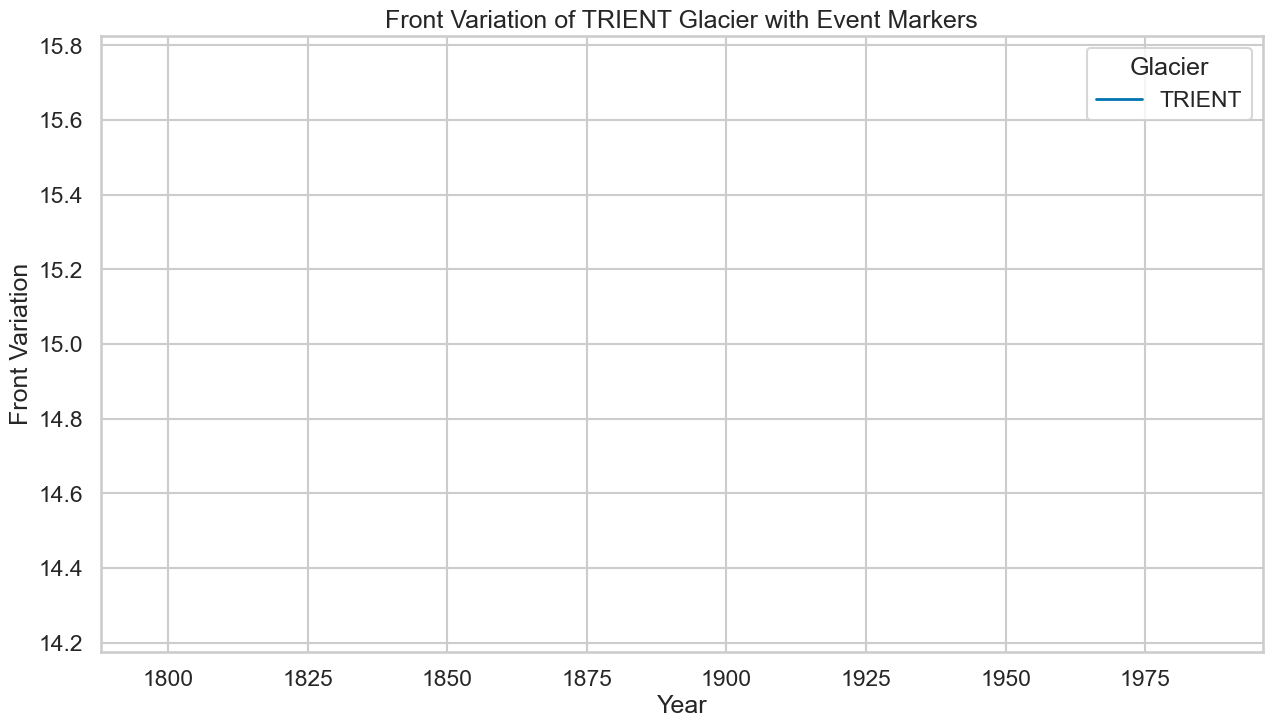 Front Variation of TRIENT Glacier with Event Markers
Glacier
TRIENT
Front Variation
15.8
15.6
15.4
15.2
15.0
14.8
14.6
14.4
14.2
1800 1825 1850 1875 1900 1925 1950 1975
Year